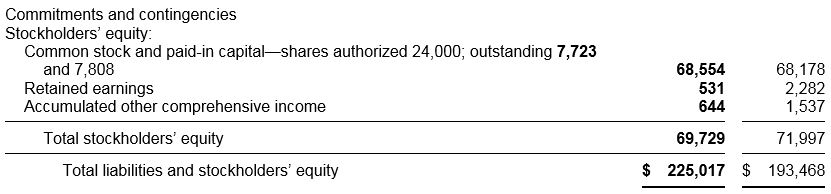 Commitments and contingencies
Stockholders’ equity:
Common stock and paid-in capital—shares authorized 24,000; outstanding 7,723
and 7,808 68,554 68,178
Retained earnings 531 2,282
Accumulated other comprehensive income 644 1,537
Total stockholders’ equity 69,729 71,997
Total liabilities and stockholders’ equity $ 225,017 $ 193,468